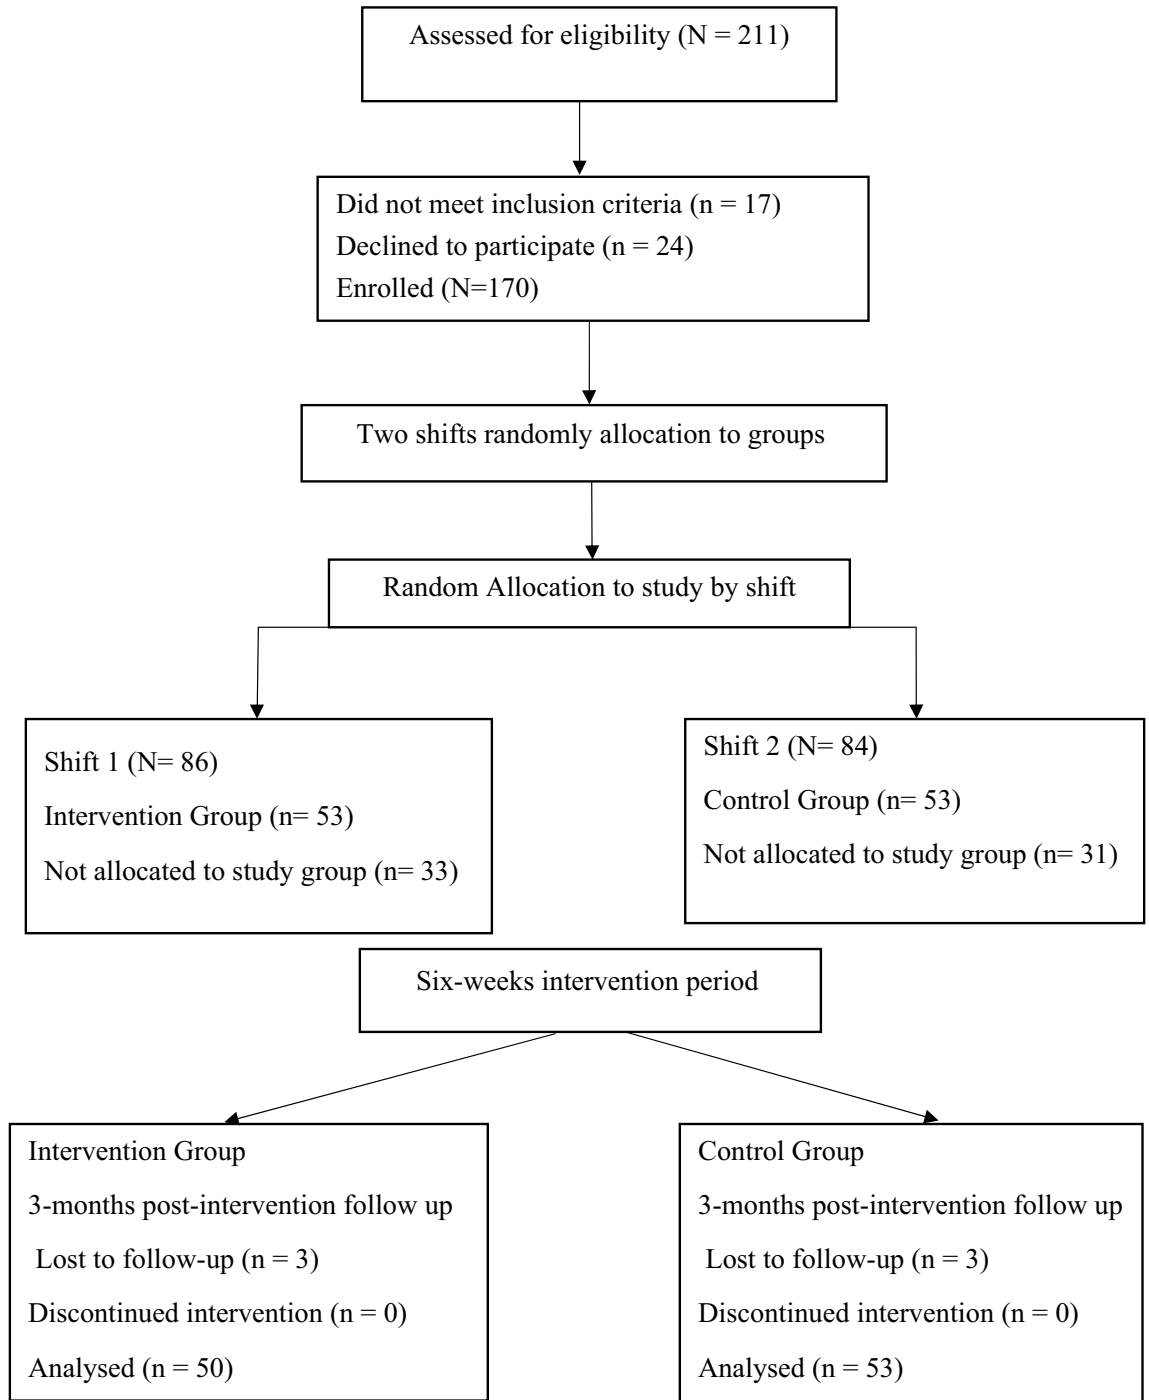 Assessed for eligibility (N = 211)
Did not meet inclusion criteria (n = 17)
Declined to participate (n = 24)
Enrolled (N=170)
Two shifts randomly allocation to groups
Random Allocation to study by shift
Shift 1 (N= 86)
Intervention Group (n= 53)
Not allocated to study group (n= 33)
Shift 2 (N= 84)
Control Group (n= 53)
Not allocated to study group (n= 31)
Six-weeks intervention period
Intervention Group
3-months post-intervention follow up
Lost to follow-up (n = 3)
Discontinued intervention (n = 0)
Analysed (n = 50)
Control Group
3-months post-intervention follow up
Lost to follow-up (n = 3)
Discontinued intervention (n = 0)
Analysed (n = 53)